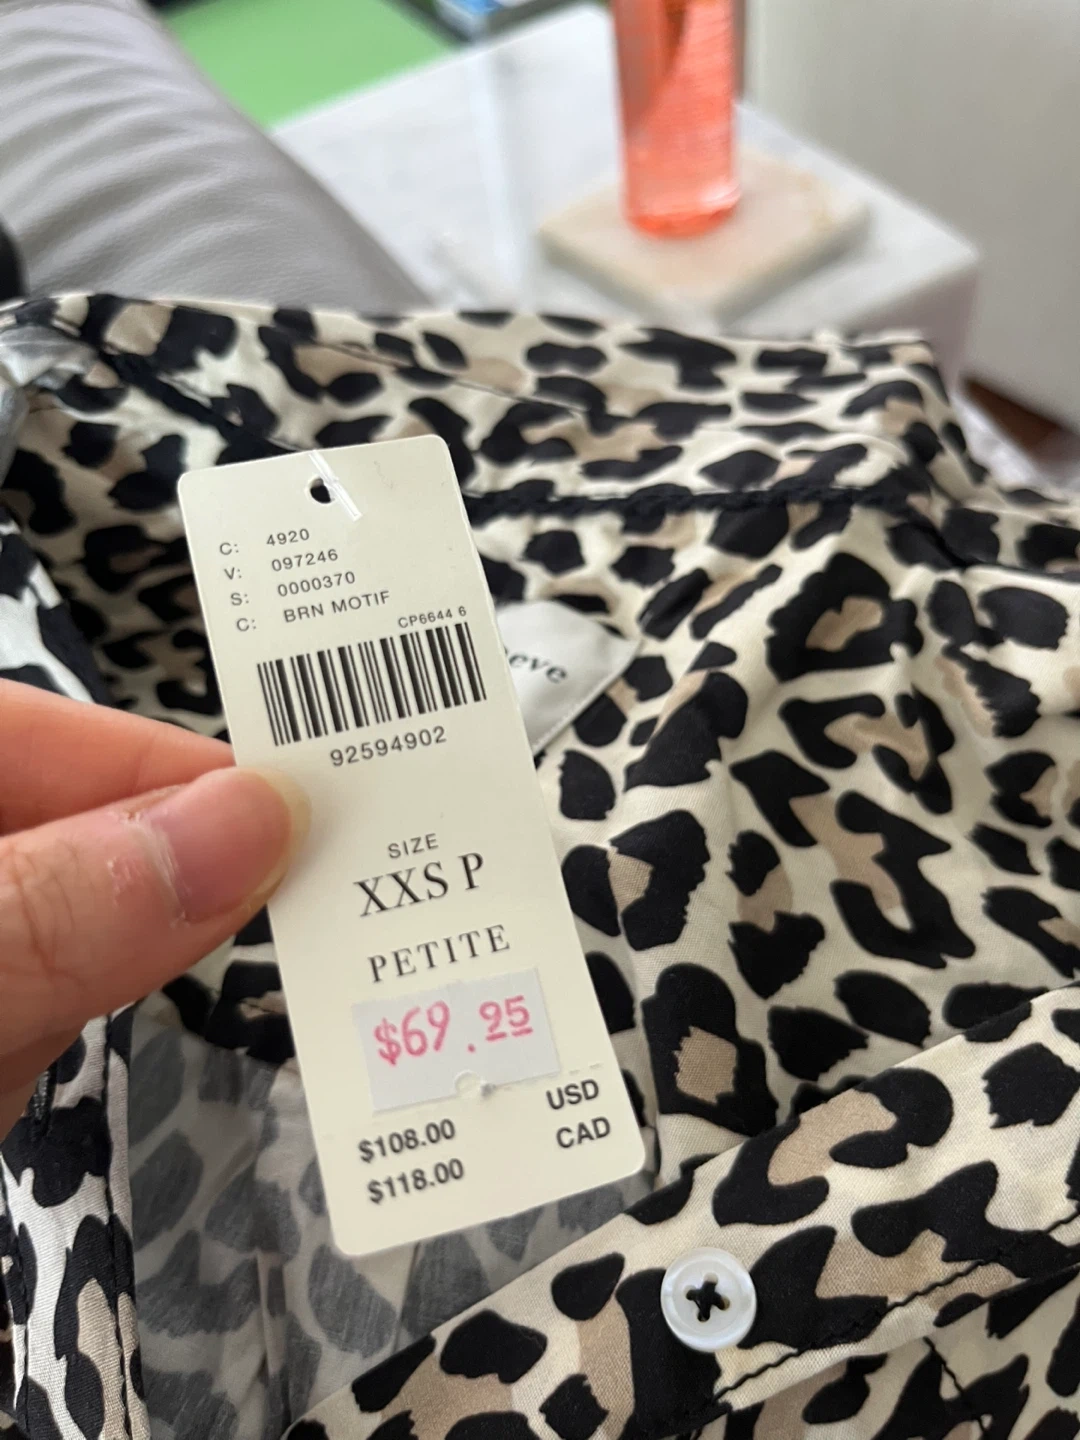 C: 4920
V: 097246
S: 0000370
C: BRN MOTIF
CP6644 6
92594902
SIZE
XXS P
PETITE
$69.95
$108.00 USD
$118.00 CAD